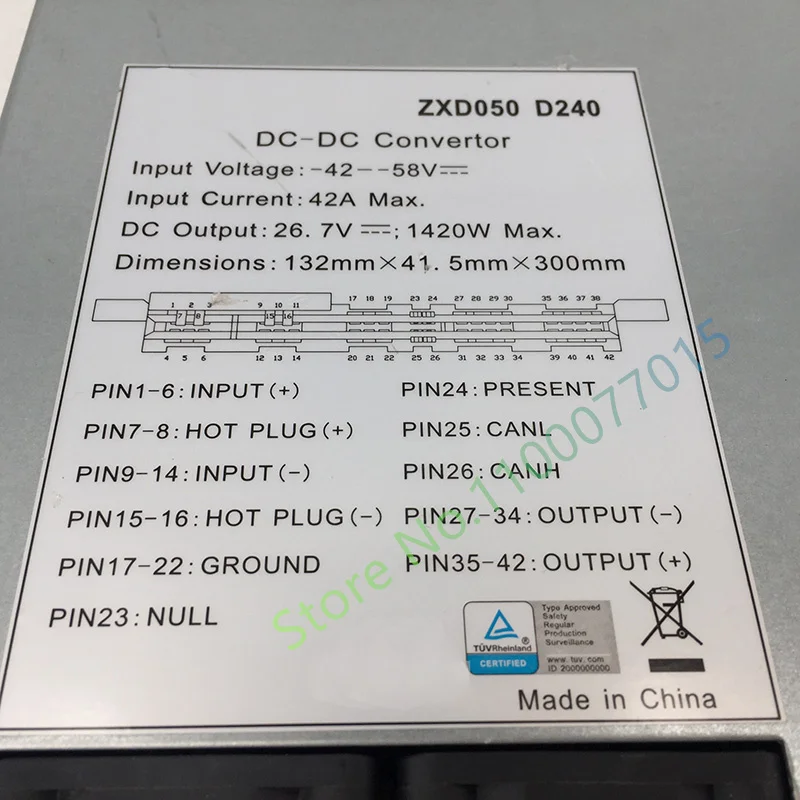 ZXD050 D240
DC-DC Convertor
Input Voltage:-42--58V
Input Current:42A Max.
DC Output:26.7V ;1420W Max.
Dimensions:132mm×41.5mm×300mm
1 2 3 9 10 11 17 18 19 23 24 27 28 29 30 35 36 37 38
7 8 15 16
4 5 6 12 13 14 20 21 22 25 26 31 32 33 34 39 40 41 42
PIN1-6:INPUT(+)
PIN7-8:HOT PLUG(+)
PIN9-14:INPUT(-)
PIN15-16:HOT PLUG(-)
PIN17-22:GROUND
PIN23:NULL
PIN24:PRESENT
PIN25:CANL
PIN26:CANH
PIN27-34:OUTPUT(-)
PIN35-42:OUTPUT(+)
TÜVRheinland
CERTIFIED
Type Approved
Safety
Regular
Production
Surveillance
www.tuv.com
ID 2000000000
Made in China
Store No.1100077015